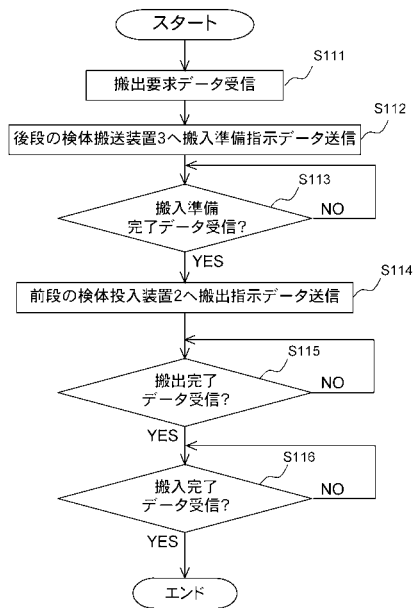 スタート
S111
搬出要求データ受信
S112
後段の検体搬送装置3へ搬入準備指示データ送信
S113
搬入準備
完了データ受信?
NO
YES
S114
前段の検体投入装置2へ搬出指示データ送信
S115
搬出完了
データ受信?
NO
YES
S116
搬入完了
データ受信?
NO
YES
エンド